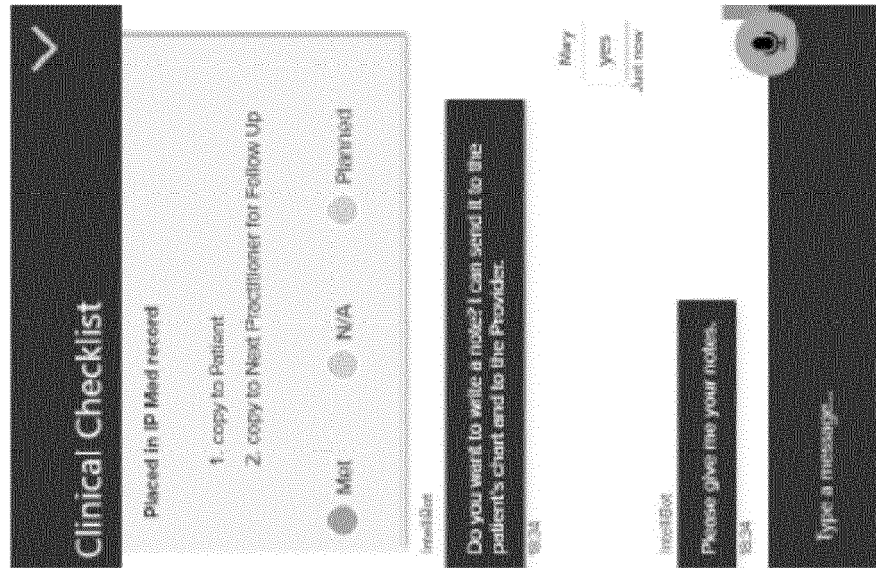 Clinical Checklist
Placed in IP Med record
1. copy to Patient
2. copy to Next Practitioner for Follow Up
Met N/A Planned
IntelliBot
Do you want to write a note? I can send it to the
patient's chart and to the Provider.
18:34
Mary
yes
Just now
IntelliBot
Please give me your notes.
18:34
Type a message...